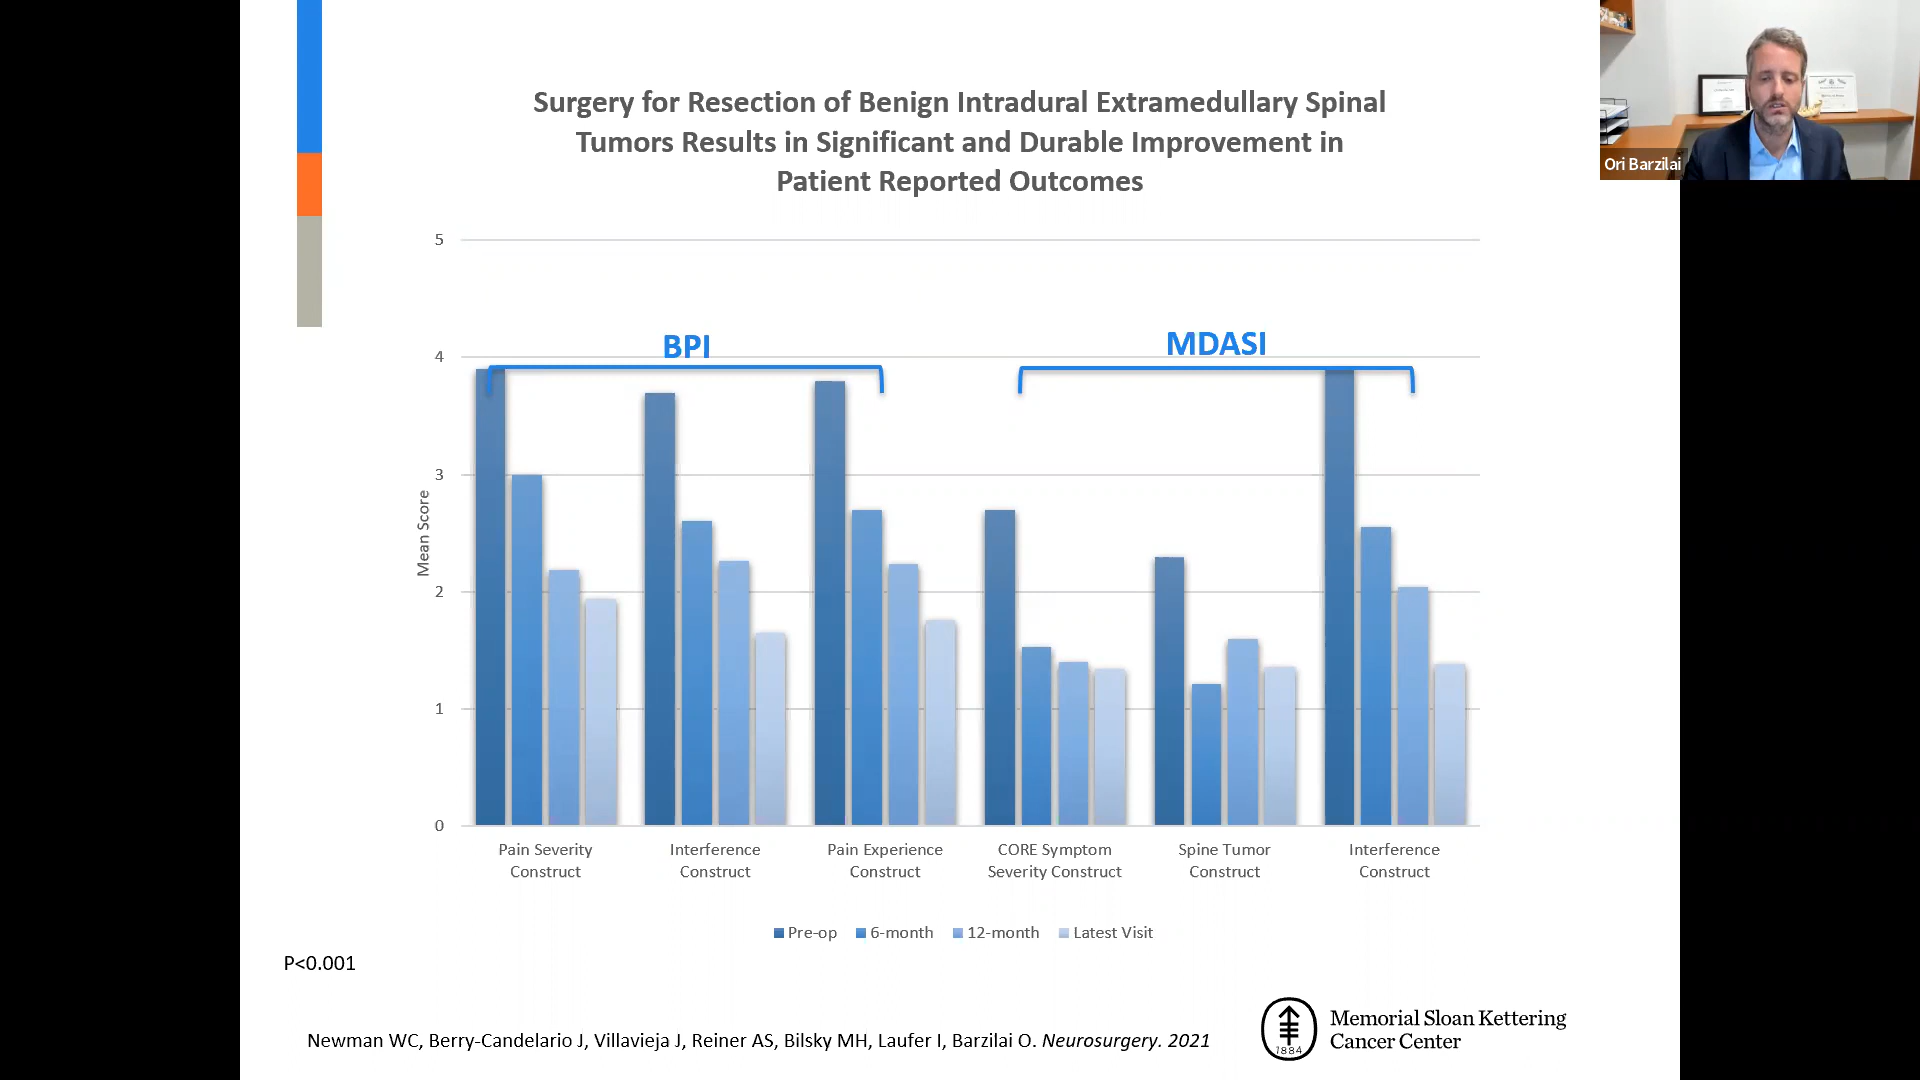 Surgery for Resection of Benign Intradural Extramedullary Spinal
Tumors Results in Significant and Durable Improvement in
Patient Reported Outcomes
Ori Barzilai
5
4
3
2
1
0
Mean Score
BPI
MDASI
Pain Severity
Construct
Interference
Construct
Pain Experience
Construct
CORE Symptom
Severity Construct
Spine Tumor
Construct
Interference
Construct
Pre-op 6-month 12-month Latest Visit
P<0.001
Newman WC, Berry-Candelario J, Villavieja J, Reiner AS, Bilsky MH, Laufer I, Barzilai O. Neurosurgery. 2021
1884
Memorial Sloan Kettering
Cancer Center